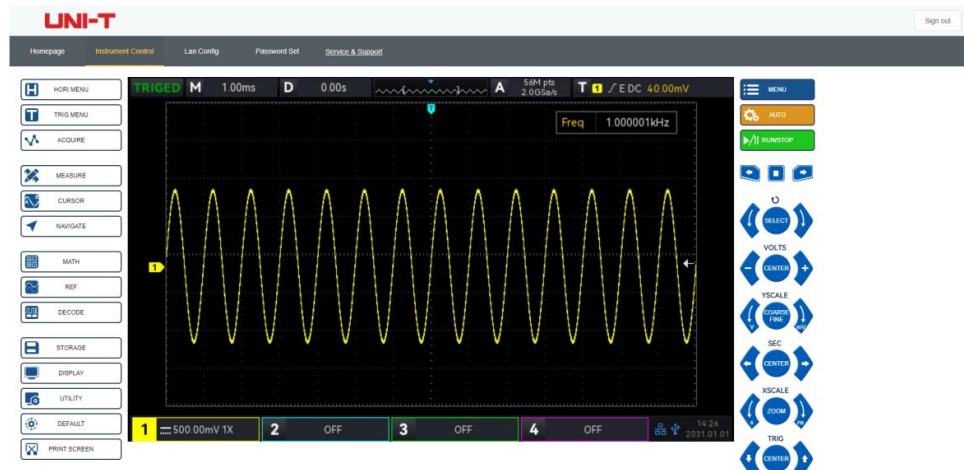 UNI-T
Sign out
Homepage Instrument Control Lan Config Password Set Service & Support
HORI MENU
TRIG MENU
ACQUIRE
MEASURE
CURSOR
NAVIGATE
MATH
REF
DECODE
STORAGE
DISPLAY
UTILITY
DEFAULT
PRINT SCREEN
TRIGED M 1.00ms D 0.00s A 56M pts 2.0GSa/s T 1 E DC 40.00mV
T
Freq 1.000001kHz
1
1 500.00mV 1X 2 OFF 3 OFF 4 OFF 14:26
2031.01.01
MENU
AUTO
RUN/STOP
SELECT
VOLTS
CENTER
YSCALE
COARSE
FINE
V mV
SEC
CENTER
XSCALE
ZOOM
s ns
TRIG
CENTER